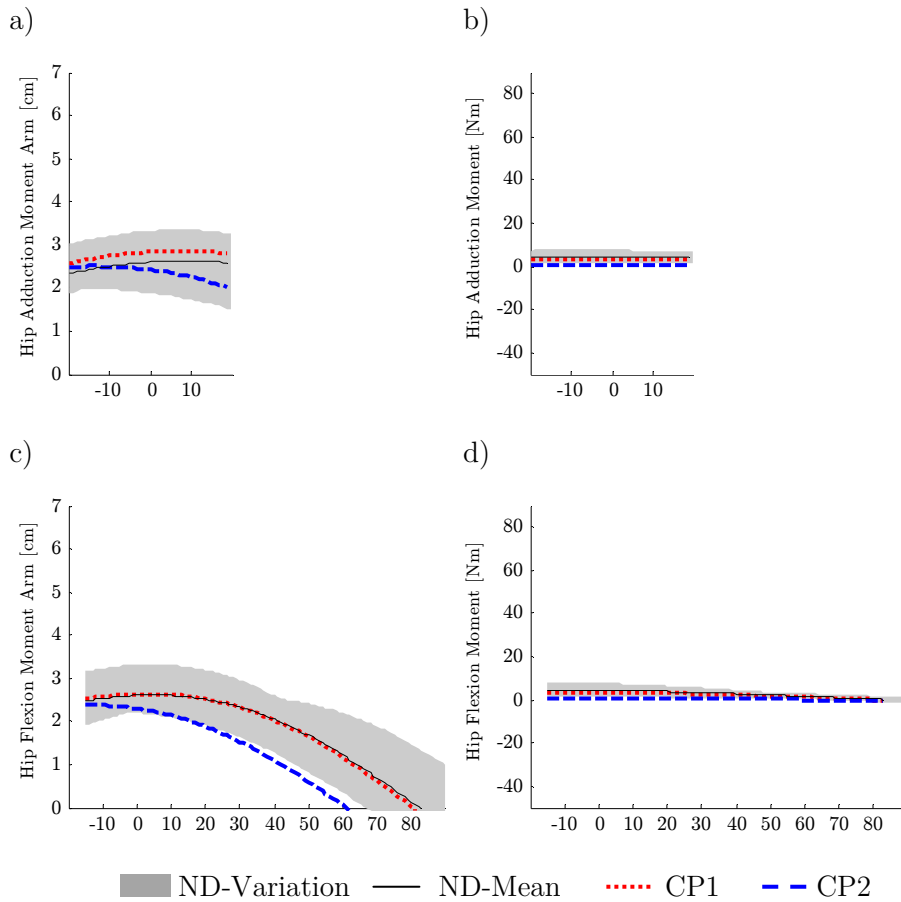 a)
b)
Hip Adduction Moment Arm [cm]
7
6
5
4
3
2
1
0
-10 0 10
Hip Adduction Moment [Nm]
80
60
40
20
0
-20
-40
-10 0 10
c)
d)
Hip Flexion Moment Arm [cm]
7
6
5
4
3
2
1
0
-10 0 10 20 30 40 50 60 70 80
Hip Flexion Moment [Nm]
80
60
40
20
0
-20
-40
-10 0 10 20 30 40 50 60 70 80
ND-Variation ND-Mean CP1 CP2